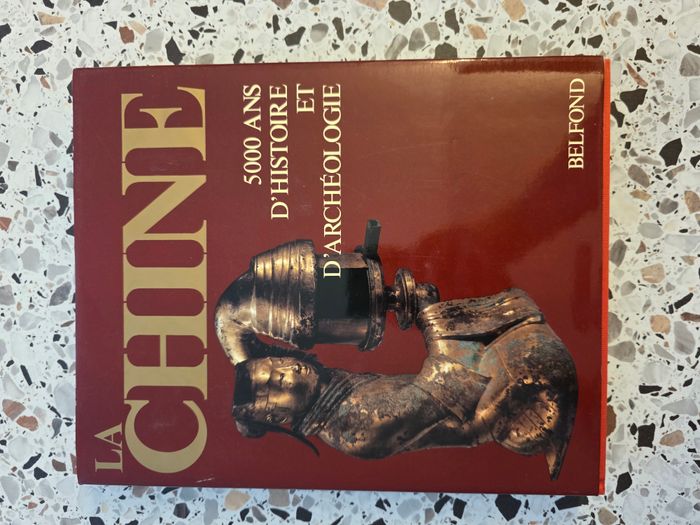 LA
CHINE
5000 ANS
D'HISTOIRE
ET
D'ARCHÉOLOGIE
BELFOND